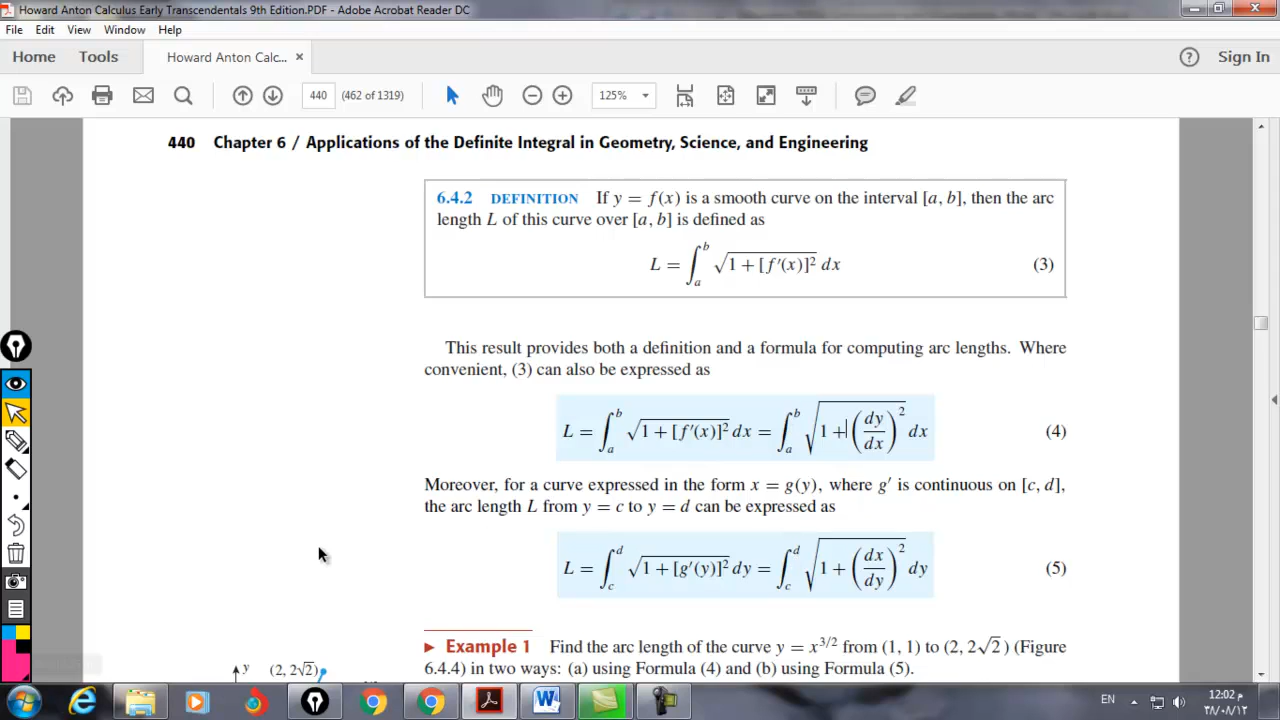 Howard Anton Calculus Early Transcendentals 9th Edition.PDF - Adobe Acrobat Reader DC
File Edit View Window Help
Home Tools Howard Anton Calc... × Sign In
440 (462 of 1319) 125%
440 Chapter 6 / Applications of the Definite Integral in Geometry, Science, and Engineering
6.4.2 DEFINITION If y = f(x) is a smooth curve on the interval [a, b], then the arc
length L of this curve over [a, b] is defined as
L = ∫_a^b √(1 + [f′(x)]²) dx (3)
This result provides both a definition and a formula for computing arc lengths. Where
convenient, (3) can also be expressed as
L = ∫_a^b √(1 + [f′(x)]²) dx = ∫_a^b √(1 + (dy/dx)²) dx (4)
Moreover, for a curve expressed in the form x = g(y), where g′ is continuous on [c, d],
the arc length L from y = c to y = d can be expressed as
L = ∫_c^d √(1 + [g′(y)]²) dy = ∫_c^d √(1 + (dx/dy)²) dy (5)
► Example 1 Find the arc length of the curve y = x^{3/2} from (1, 1) to (2, 2√2) (Figure
6.4.4) in two ways: (a) using Formula (4) and (b) using Formula (5).
y (2, 2√2)
EN 12:02 م
٣٨/٠٨/١٢